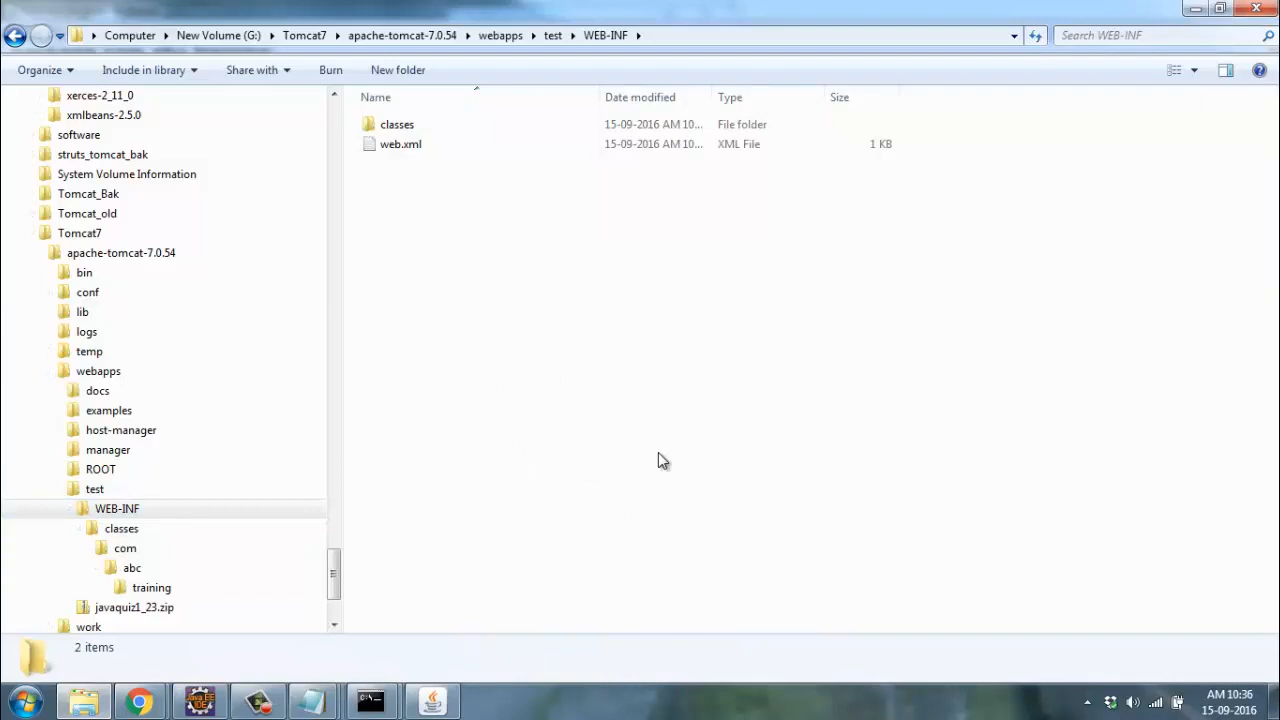 Computer New Volume (G:) Tomcat7 apache-tomcat-7.0.54 webapps test WEB-INF
Search WEB-INF
Organize Include in library Share with Burn New folder
xerces-2_11_0
xmlbeans-2.5.0
software
struts_tomcat_bak
System Volume Information
Tomcat_Bak
Tomcat_old
Tomcat7
apache-tomcat-7.0.54
bin
conf
lib
logs
temp
webapps
docs
examples
host-manager
manager
ROOT
test
WEB-INF
classes
com
abc
training
javaquiz1_23.zip
work
Name Date modified Type Size
classes 15-09-2016 AM 10... File folder
web.xml 15-09-2016 AM 10... XML File 1 KB
2 items
Java EE
IDE
C:\
AM 10:36
15-09-2016